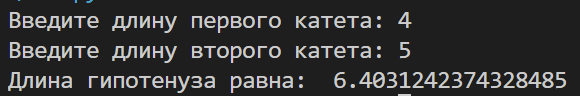 Введите длину первого катета: 4
Введите длину второго катета: 5
Длина гипотенуза равна:  6.4031242374328485